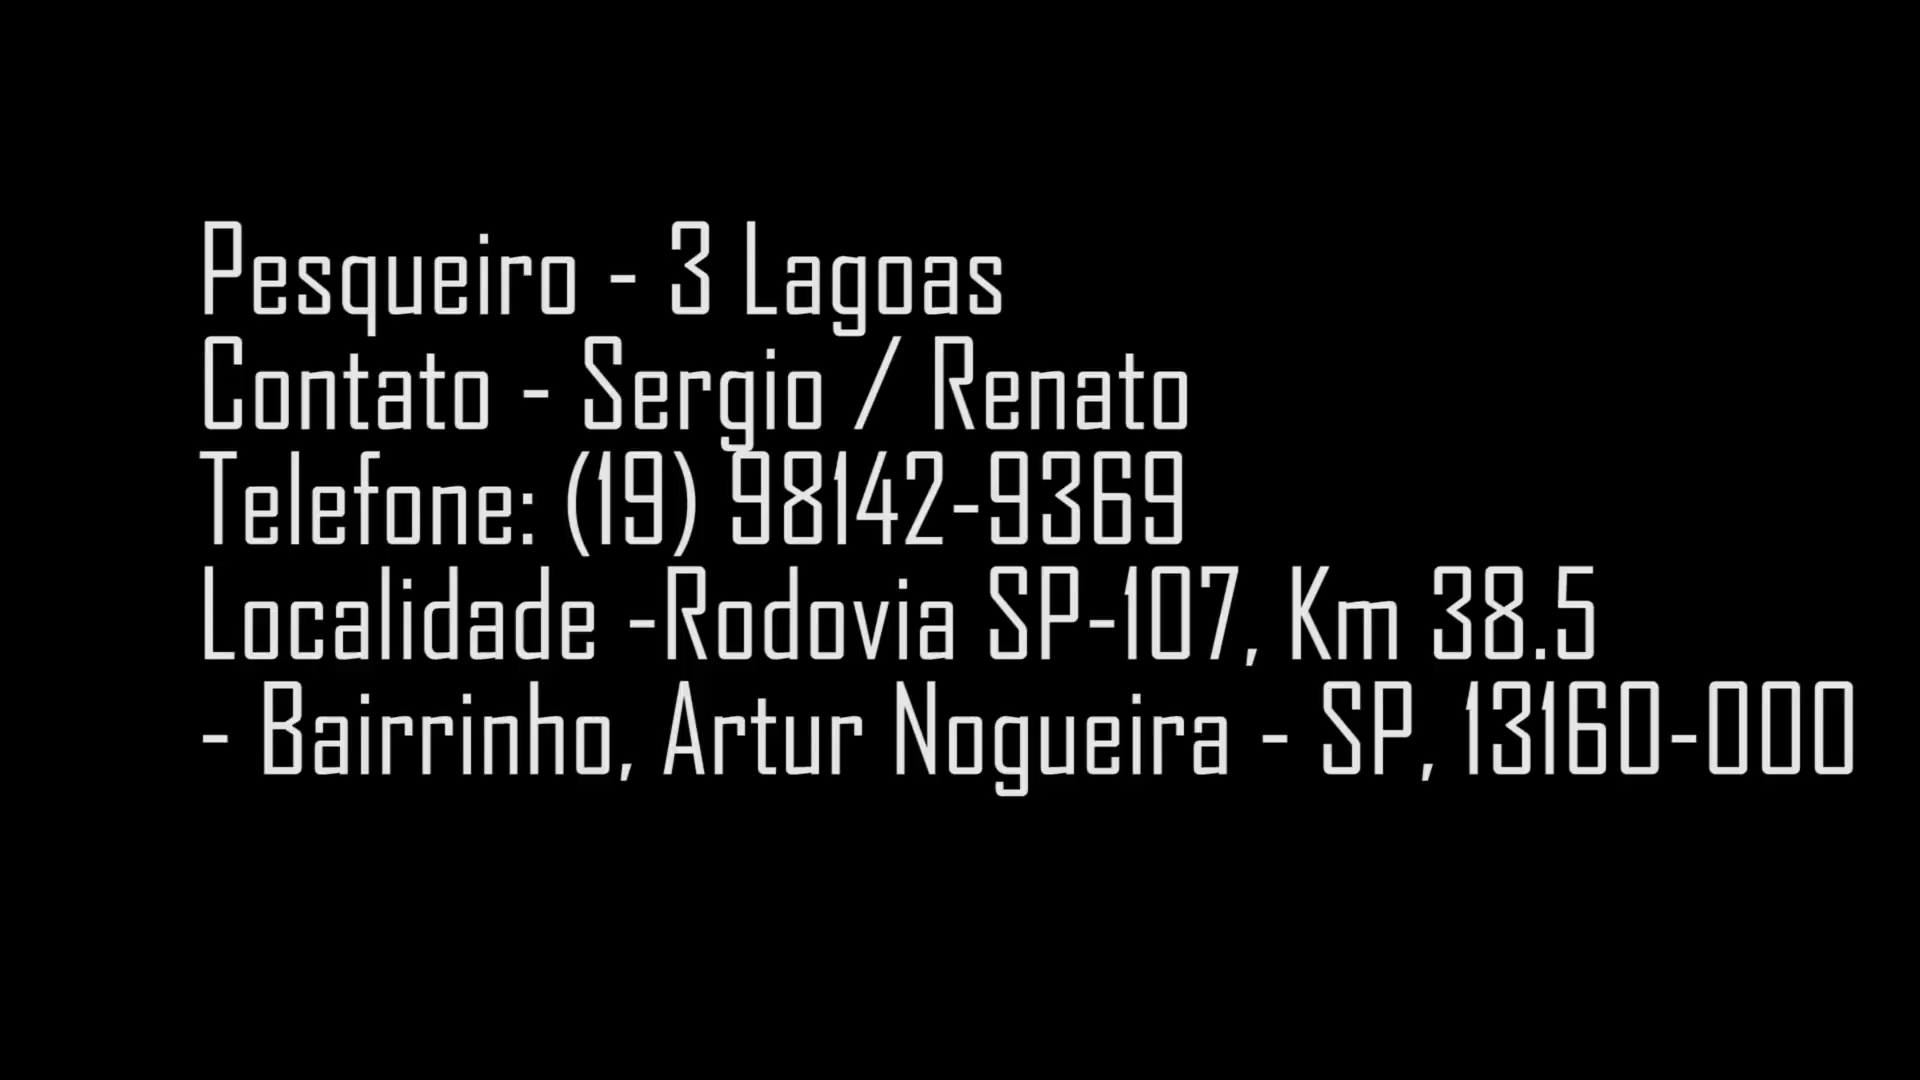 Pesqueiro - 3 Lagoas
Contato - Sergio / Renato
Telefone: (19) 98142-9369
Localidade -Rodovia SP-107, Km 38.5
- Bairrinho, Artur Nogueira - SP, 13160-000